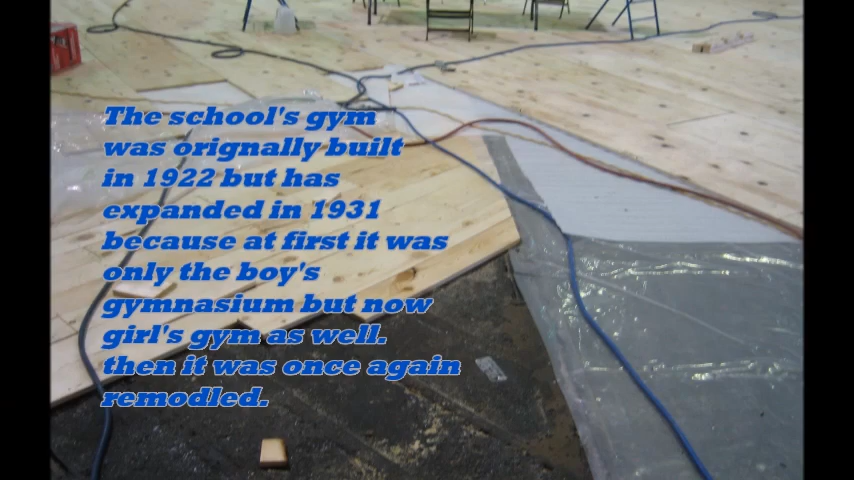 The school's gym
was orignally built
in 1922 but has
expanded in 1931
because at first it was
only the boy's
gymnasium but now
girl's gym as well.
then it was once again
remodled.